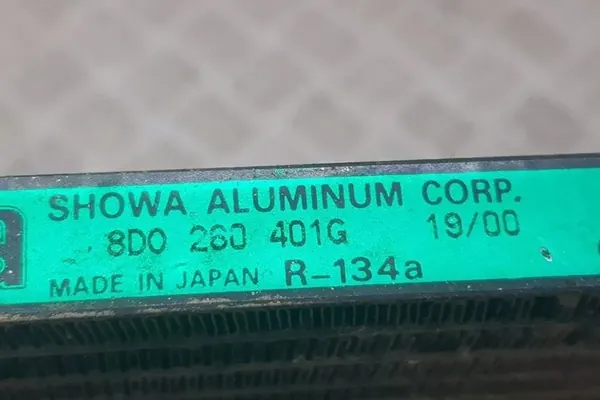 SHOWA ALUMINUM CORP.
8D0 260 401G 19/00
MADE IN JAPAN R-134a